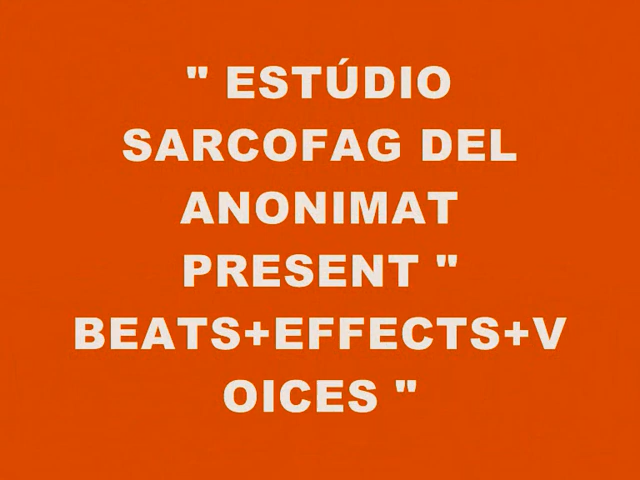 " ESTÚDIO
SARCOFAG DEL
ANONIMAT
PRESENT "
BEATS+EFFECTS+V
OICES "